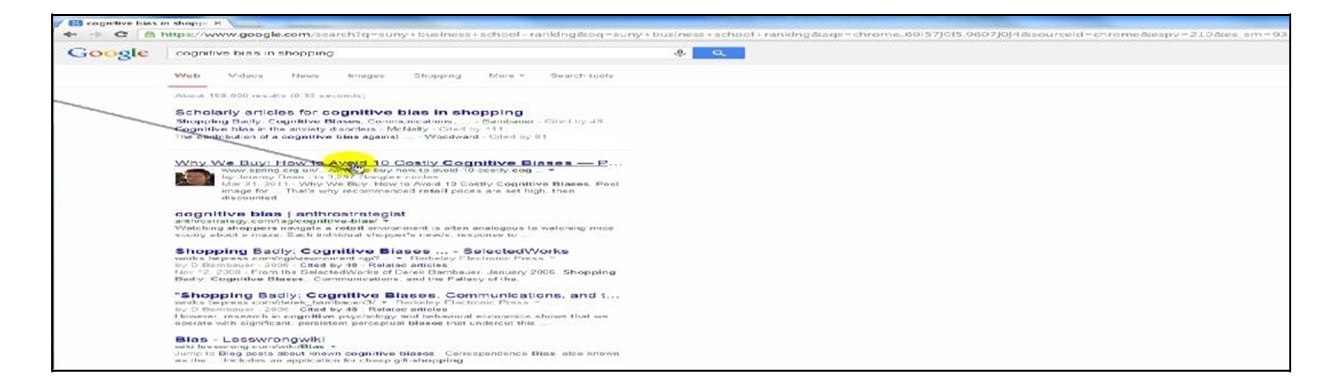 cognitive bias in shoppi
https://www.google.com/search?q=suny+business+school+ranking&oq=suny+business+school+ranking&aqs=chrome..69i57j0l5.9607j0j4&sourceid=chrome&espv=210&es_sm=93
Google cognitive bias in shopping
Web Videos News Images Shopping More Search tools
About 198,000 results (0.32 seconds)
Scholarly articles for cognitive bias in shopping
Shopping Badly: Cognitive Biases, Communications, ... - Bambauer - Cited by 48
Cognitive bias in the anxiety disorders - McNally - Cited by 111
The contribution of a cognitive bias against ... - Woodward - Cited by 81
Why We Buy: How to Avoid 10 Costly Cognitive Biases — P...
www.spring.org.uk/ buy-how-to-avoid-10-costly-cog...
by Jeremy Dean - in 3,297 Google+ circles
Mar 31, 2011 - Why We Buy: How to Avoid 10 Costly Cognitive Biases. Post
image for ... That's why recommended retail prices are set high, then
discounted
cognitive bias | anthrostrategist
anthrostrategy.com/tag/cognitive-bias/
Watching shoppers navigate a retail environment is often analogous to watching mice
scurry about a maze. Each individual shopper's needs, response to ...
Shopping Badly: Cognitive Biases ... - SelectedWorks
works.bepress.com/cgi/viewcontent.cgi?... Berkeley Electronic Press
by D Bambauer - 2006 - Cited by 48 - Related articles
Nov 12, 2008 - From the SelectedWorks of Derek Bambauer. January 2006. Shopping
Badly: Cognitive Biases, Communications, and the Fallacy of the.
"Shopping Badly: Cognitive Biases, Communications, and t...
works.bepress.com/derek_bambauer/3/ Berkeley Electronic Press
by D Bambauer - 2006 - Cited by 48 - Related articles
However, research in cognitive psychology and behavioral economics shows that we
operate with significant, persistent perceptual biases that undercut this ...
Bias - Lesswrongwiki
wiki.lesswrong.com/wiki/Bias
Jump to Blog posts about known cognitive biases - Correspondence Bias, also known
as the ... Includes an application for cheap gift-shopping